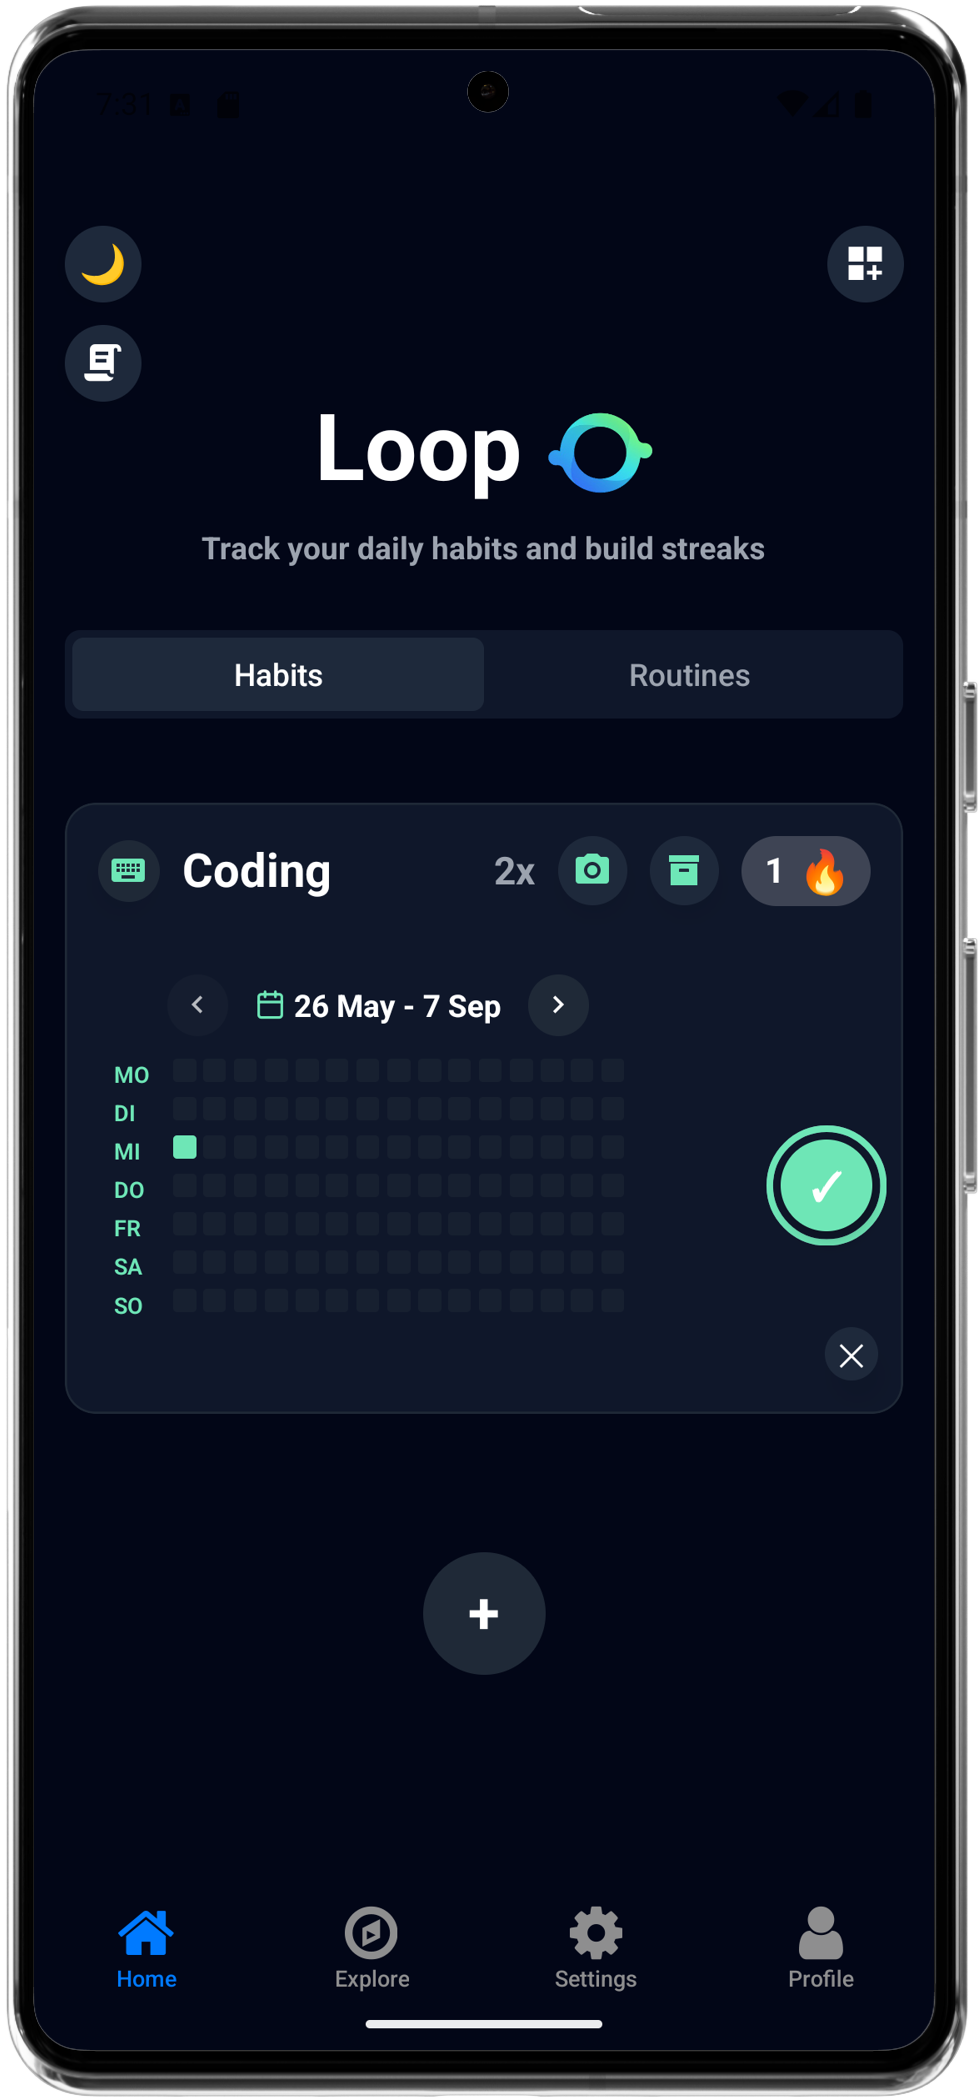 7:31
Loop
Track your daily habits and build streaks
Habits
Routines
Coding
2x
1
26 May - 7 Sep
MO
DI
MI
DO
FR
SA
SO
Home
Explore
Settings
Profile